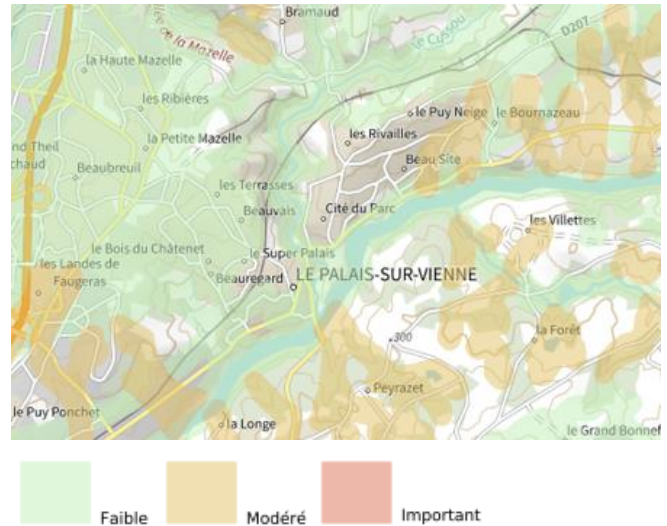 Bramaud
la Mazelle
le Cussou
D207
la Haute Mazelle
les Ribières
le Puy Neige
le Bournazeau
la Petite Mazelle
les Rivailles
nd Theil
chaud
Beaubreuil
Beau Site
les Terrasses
Beauvais
Cité du Parc
les Villettes
le Bois du Châtenet
le Super Palais
les Landes de
Faugeras
Beauregard
LE PALAIS-SUR-VIENNE
300
la Forêt
Peyrazet
le Puy Ponchet
la Longe
le Grand Bonnef
Faible
Modéré
Important